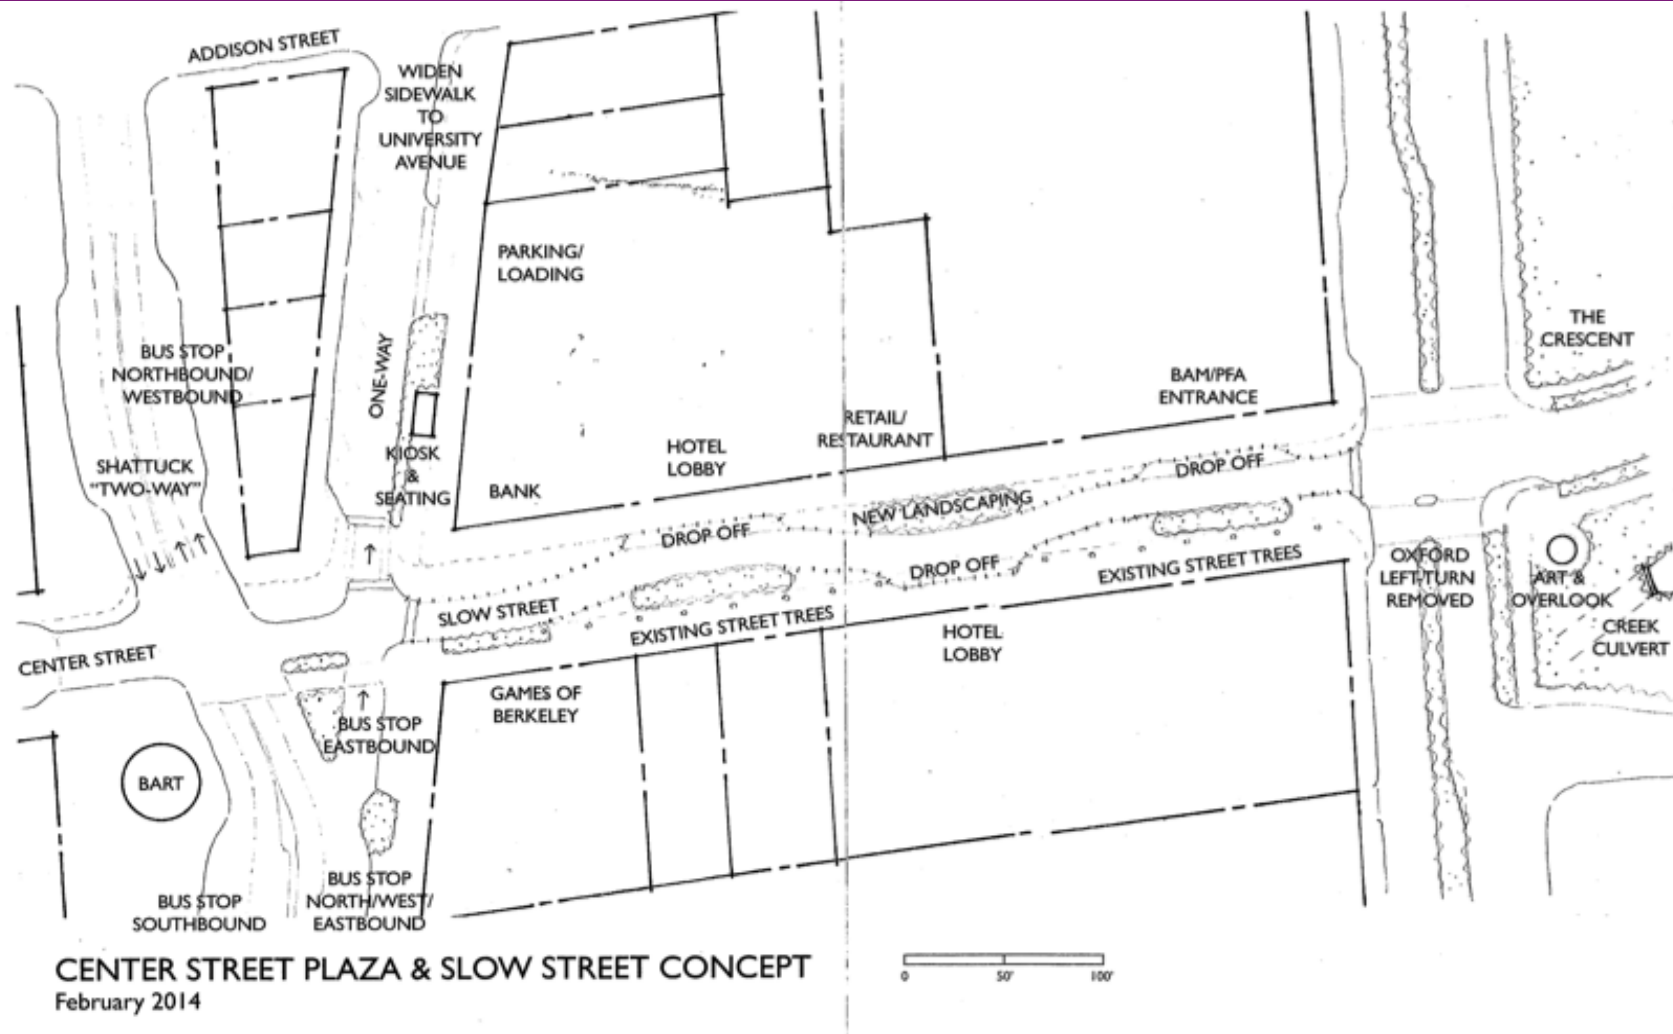 ADDISON STREET
WIDEN
SIDEWALK
TO
UNIVERSITY
AVENUE
PARKING/
LOADING
THE
CRESCENT
BUS STOP
NORTHBOUND/
WESTBOUND
ONE-WAY
BAM/PFA
ENTRANCE
RETAIL/
RESTAURANT
HOTEL
LOBBY
KIOSK
&
SEATING
BANK
SHATTUCK
"TWO-WAY"
DROP OFF
NEW LANDSCAPING
DROP OFF
SLOW STREET
EXISTING STREET TREES
DROP OFF
EXISTING STREET TREES
OXFORD
LEFT-TURN
REMOVED
ART &
OVERLOOK
CREEK
CULVERT
HOTEL
LOBBY
CENTER STREET
GAMES OF
BERKELEY
BUS STOP
EASTBOUND
BART
BUS STOP
SOUTHBOUND
BUS STOP
NORTH/WEST/
EASTBOUND
CENTER STREET PLAZA & SLOW STREET CONCEPT
February 2014
0 50' 100'